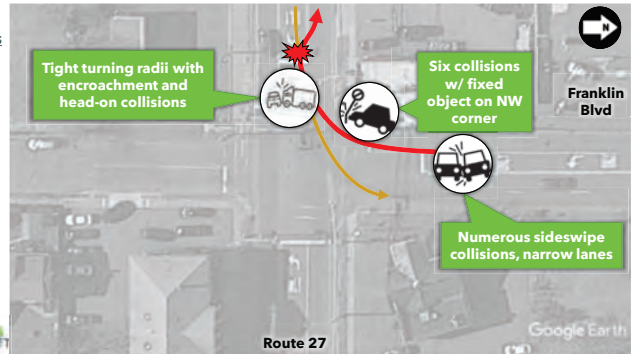 N
Tight turning radii with
encroachment and
head-on collisions
Six collisions
w/ fixed
object on NW
corner
Franklin
Blvd
Numerous sideswipe
collisions, narrow lanes
Route 27
Google Earth